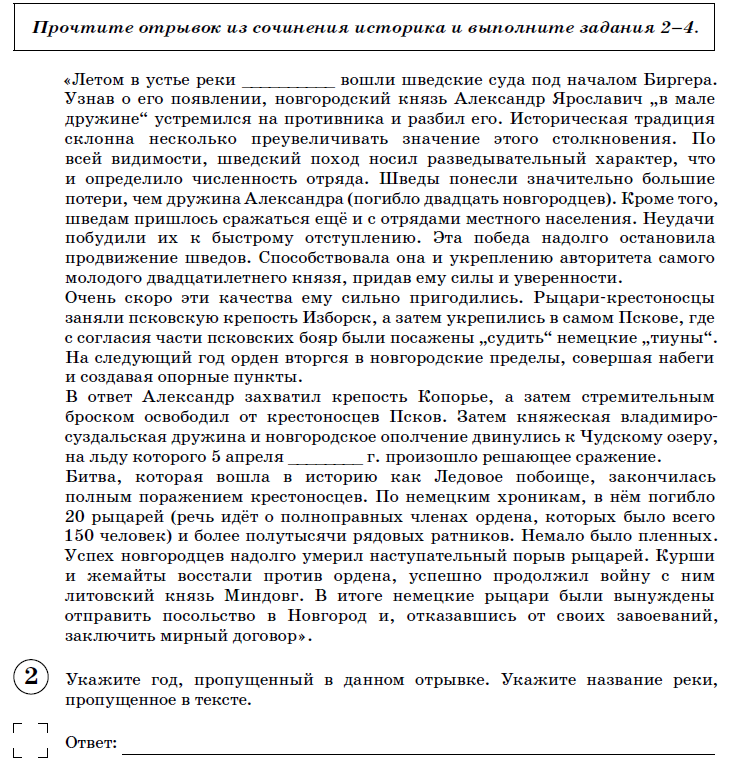 Прочтите отрывок из сочинения историка и выполните задания 2–4.
«Летом в устье реки __________ вошли шведские суда под началом Биргера.
Узнав о его появлении, новгородский князь Александр Ярославич „в мале
дружине“ устремился на противника и разбил его. Историческая традиция
склонна несколько преувеличивать значение этого столкновения. По
всей видимости, шведский поход носил разведывательный характер, что
и определило численность отряда. Шведы понесли значительно большие
потери, чем дружина Александра (погибло двадцать новгородцев). Кроме того,
шведам пришлось сражаться ещё и с отрядами местного населения. Неудачи
побудили их к быстрому отступлению. Эта победа надолго остановила
продвижение шведов. Способствовала она и укреплению авторитета самого
молодого двадцатилетнего князя, придав ему силы и уверенности.
Очень скоро эти качества ему сильно пригодились. Рыцари-крестоносцы
заняли псковскую крепость Изборск, а затем укрепились в самом Пскове, где
с согласия части псковских бояр были посажены „судить“ немецкие „тиуны“.
На следующий год орден вторгся в новгородские пределы, совершая набеги
и создавая опорные пункты.
В ответ Александр захватил крепость Копорье, а затем стремительным
броском освободил от крестоносцев Псков. Затем княжеская владимиро-
суздальская дружина и новгородское ополчение двинулись к Чудскому озеру,
на льду которого 5 апреля ________ г. произошло решающее сражение.
Битва, которая вошла в историю как Ледовое побоище, закончилась
полным поражением крестоносцев. По немецким хроникам, в нём погибло
20 рыцарей (речь идёт о полноправных членах ордена, которых было всего
150 человек) и более полутысячи рядовых ратников. Немало было пленных.
Успех новгородцев надолго умерил наступательный порыв рыцарей. Курши
и жемайты восстали против ордена, успешно продолжил войну с ним
литовский князь Миндовг. В итоге немецкие рыцари были вынуждены
отправить посольство в Новгород и, отказавшись от своих завоеваний,
заключить мирный договор».
2 Укажите год, пропущенный в данном отрывке. Укажите название реки,
пропущенное в тексте.
Ответ: